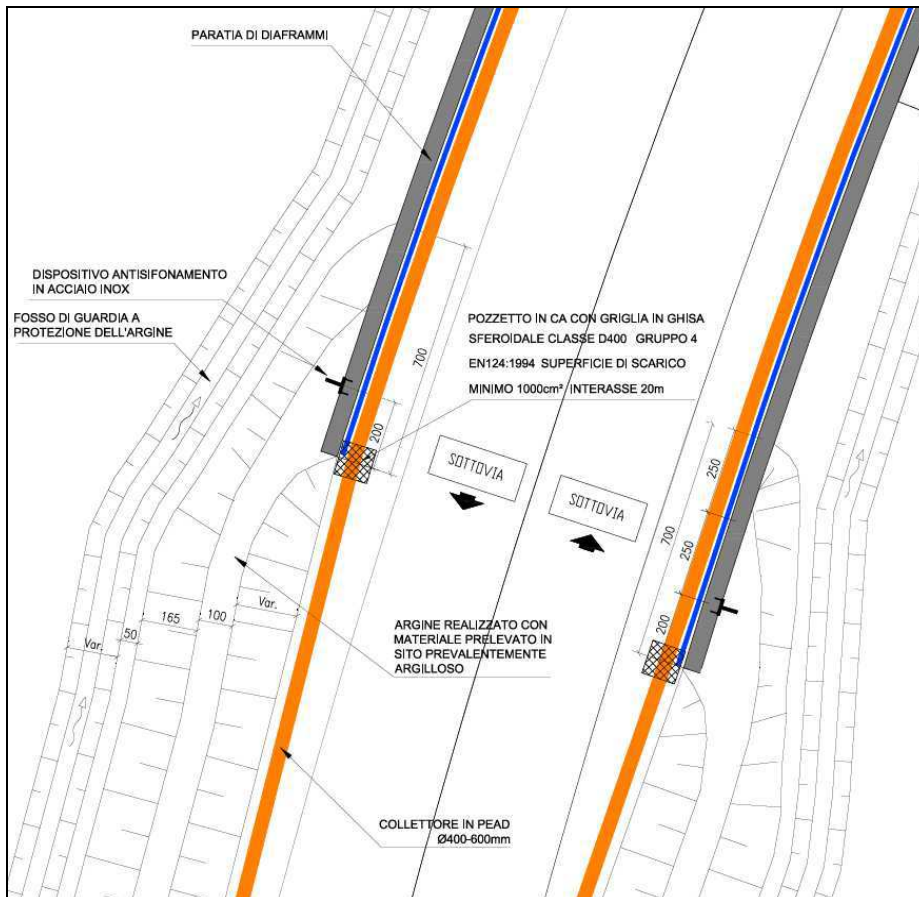 PARATIA DI DIAFRAMMI
DISPOSITIVO ANTISIFONAMENTO
IN ACCIAIO INOX
FOSSO DI GUARDIA A
PROTEZIONE DELL'ARGINE
POZZETTO IN CA CON GRIGLIA IN GHISA
SFEROIDALE CLASSE D400 GRUPPO 4
EN124:1994 SUPERFICIE DI SCARICO
MINIMO 1000cm² INTERASSE 20m
700
200
SOTTOVIA
SOTTOVIA
250
700
250
200
Var.
50
165
100
Var.
ARGINE REALIZZATO CON
MATERIALE PRELEVATO IN
SITO PREVALENTEMENTE
ARGILLOSO
COLLETTORE IN PEAD
Ø400-600mm